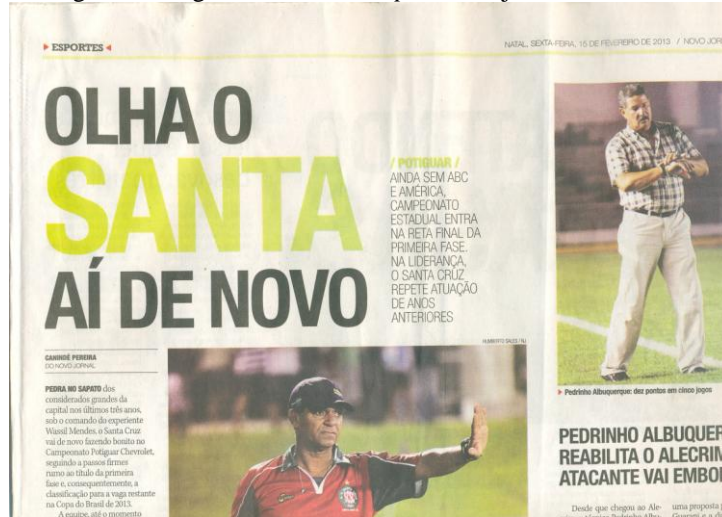 ESPORTES
NATAL, SEXTA-FEIRA, 15 DE FEVEREIRO DE 2013 / NOVO JOR
OLHA O
SANTA
AÍ DE NOVO
/ POTIGUAR /
AINDA SEM ABC
E AMÉRICA,
CAMPEONATO
ESTADUAL ENTRA
NA RETA FINAL DA
PRIMEIRA FASE.
NA LIDERANÇA,
O SANTA CRUZ
REPETE ATUAÇÃO
DE ANOS
ANTERIORES
HUMBERTO SALES / NJ
CANINDÉ PEREIRA
DO NOVO JORNAL
PEDRA NO SAPATO dos
considerados grandes da
capital nos últimos três anos,
sob o comando do experiente
Wassil Mendes, o Santa Cruz
vai de novo fazendo bonito no
Campeonato Potiguar Chevrolet,
seguindo a passos firmes
rumo ao título da primeira
fase e, consequentemente, a
classificação para a vaga restante
na Copa do Brasil de 2013.
A equipe, até o momento
Pedrinho Albuquerque: dez pontos em cinco jogos
PEDRINHO ALBUQUER
REABILITA O ALECRIM
ATACANTE VAI EMBO
Desde que chegou ao Ale-
uma proposta